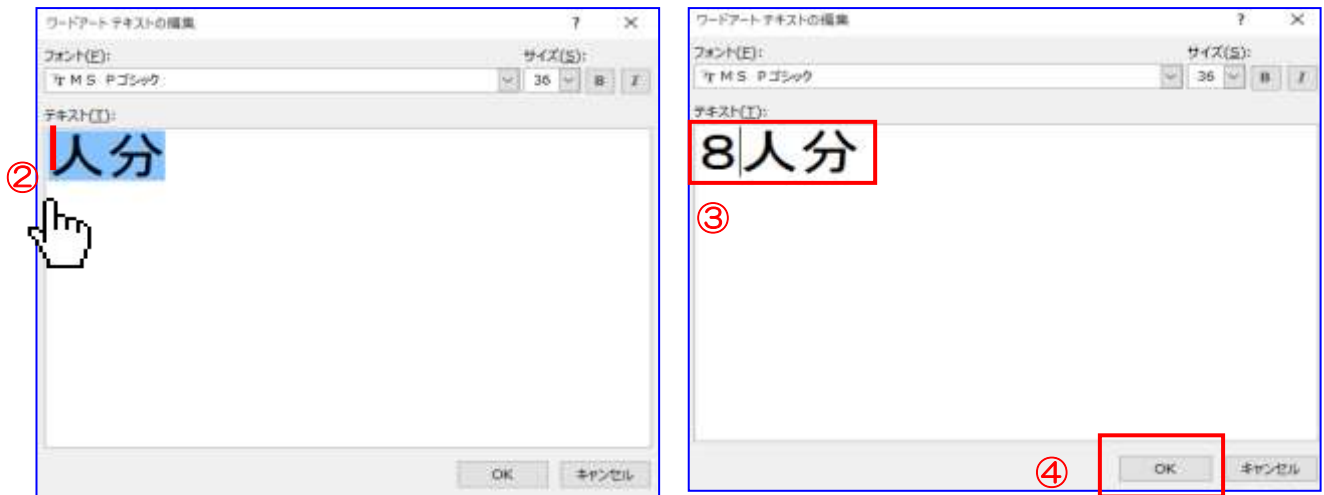 ワードアート テキストの編集 ? ×
フォント(F): サイズ(S):
MS Pゴシック 36 B I
テキスト(T):
人分
②
OK キャンセル
ワードアート テキストの編集 ? ×
フォント(F): サイズ(S):
MS Pゴシック 36 B I
テキスト(T):
8人分
③
④
OK キャンセル